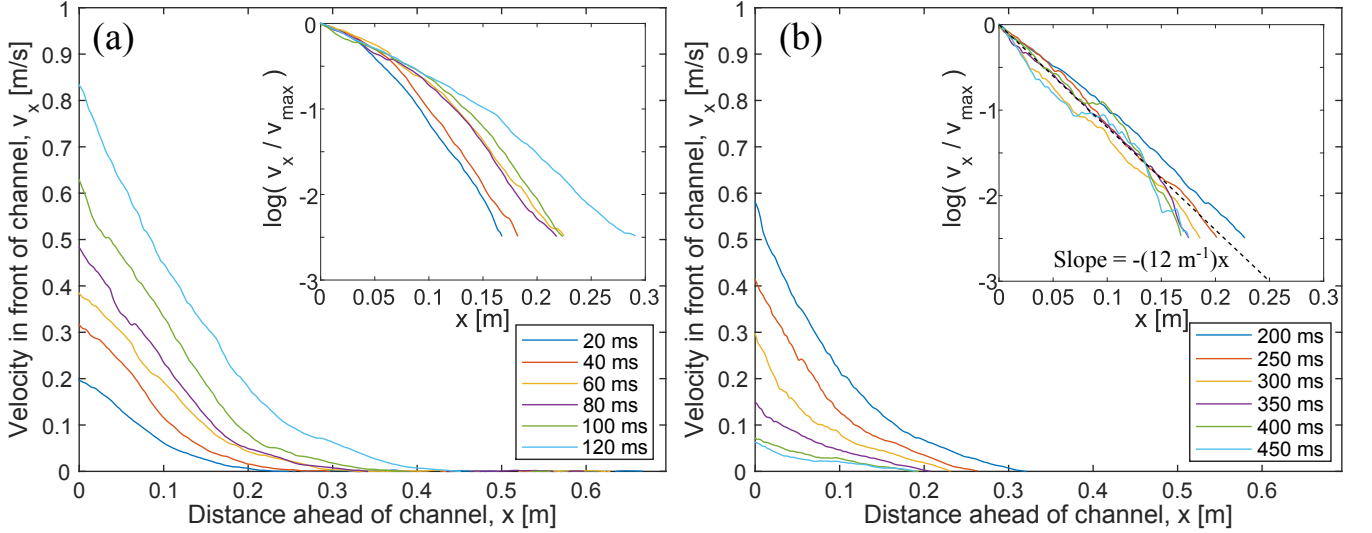 (a)
Velocity in front of channel, v_x [m/s]
1
0.9
0.8
0.7
0.6
0.5
0.4
0.3
0.2
0.1
0
0 0.1 0.2 0.3 0.4 0.5 0.6
Distance ahead of channel, x [m]
log( v_x / v_max )
0
-1
-2
-3
0 0.05 0.1 0.15 0.2 0.25 0.3
x [m]
20 ms
40 ms
60 ms
80 ms
100 ms
120 ms
(b)
Velocity in front of channel, v_x [m/s]
1
0.9
0.8
0.7
0.6
0.5
0.4
0.3
0.2
0.1
0
0 0.1 0.2 0.3 0.4 0.5 0.6
Distance ahead of channel, x [m]
log( v_x / v_max )
0
-1
-2
-3
Slope = -(12 m⁻¹)x
0 0.05 0.1 0.15 0.2 0.25 0.3
x [m]
200 ms
250 ms
300 ms
350 ms
400 ms
450 ms